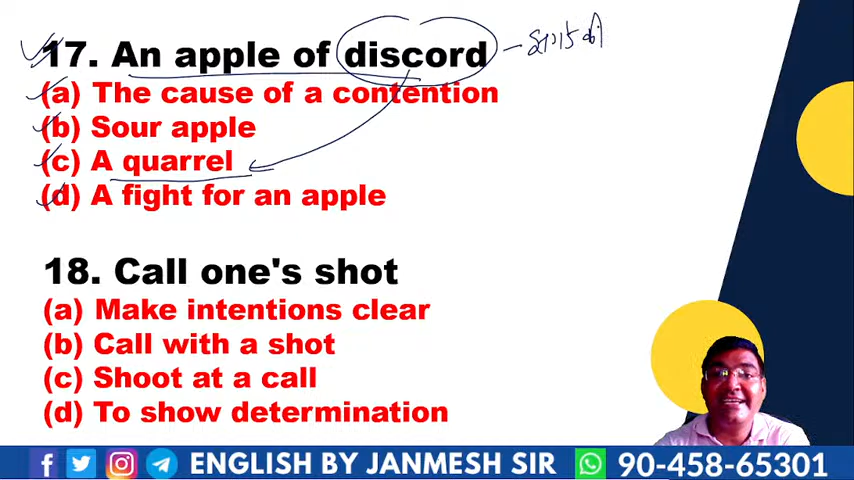 17. An apple of discord
(a) The cause of a contention
(b) Sour apple
(c) A quarrel
(d) A fight for an apple
18. Call one's shot
(a) Make intentions clear
(b) Call with a shot
(c) Shoot at a call
(d) To show determination
ENGLISH BY JANMESH SIR 90-458-65301